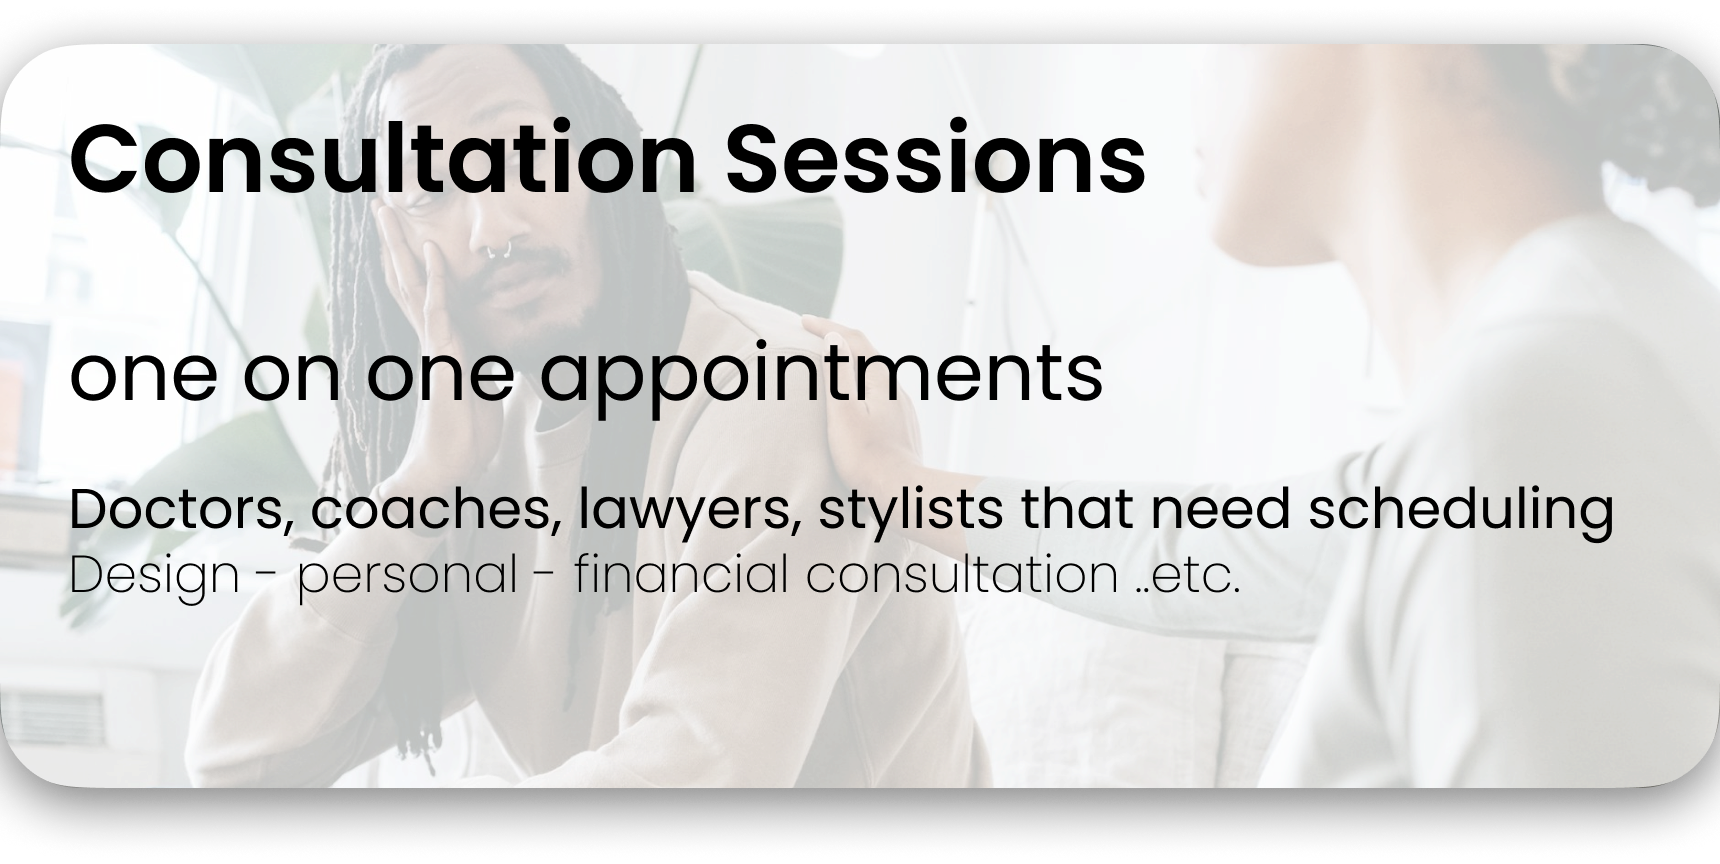 Consultation Sessions
one on one appointments
Doctors, coaches, lawyers, stylists that need scheduling
Design - personal - financial consultation ..etc.